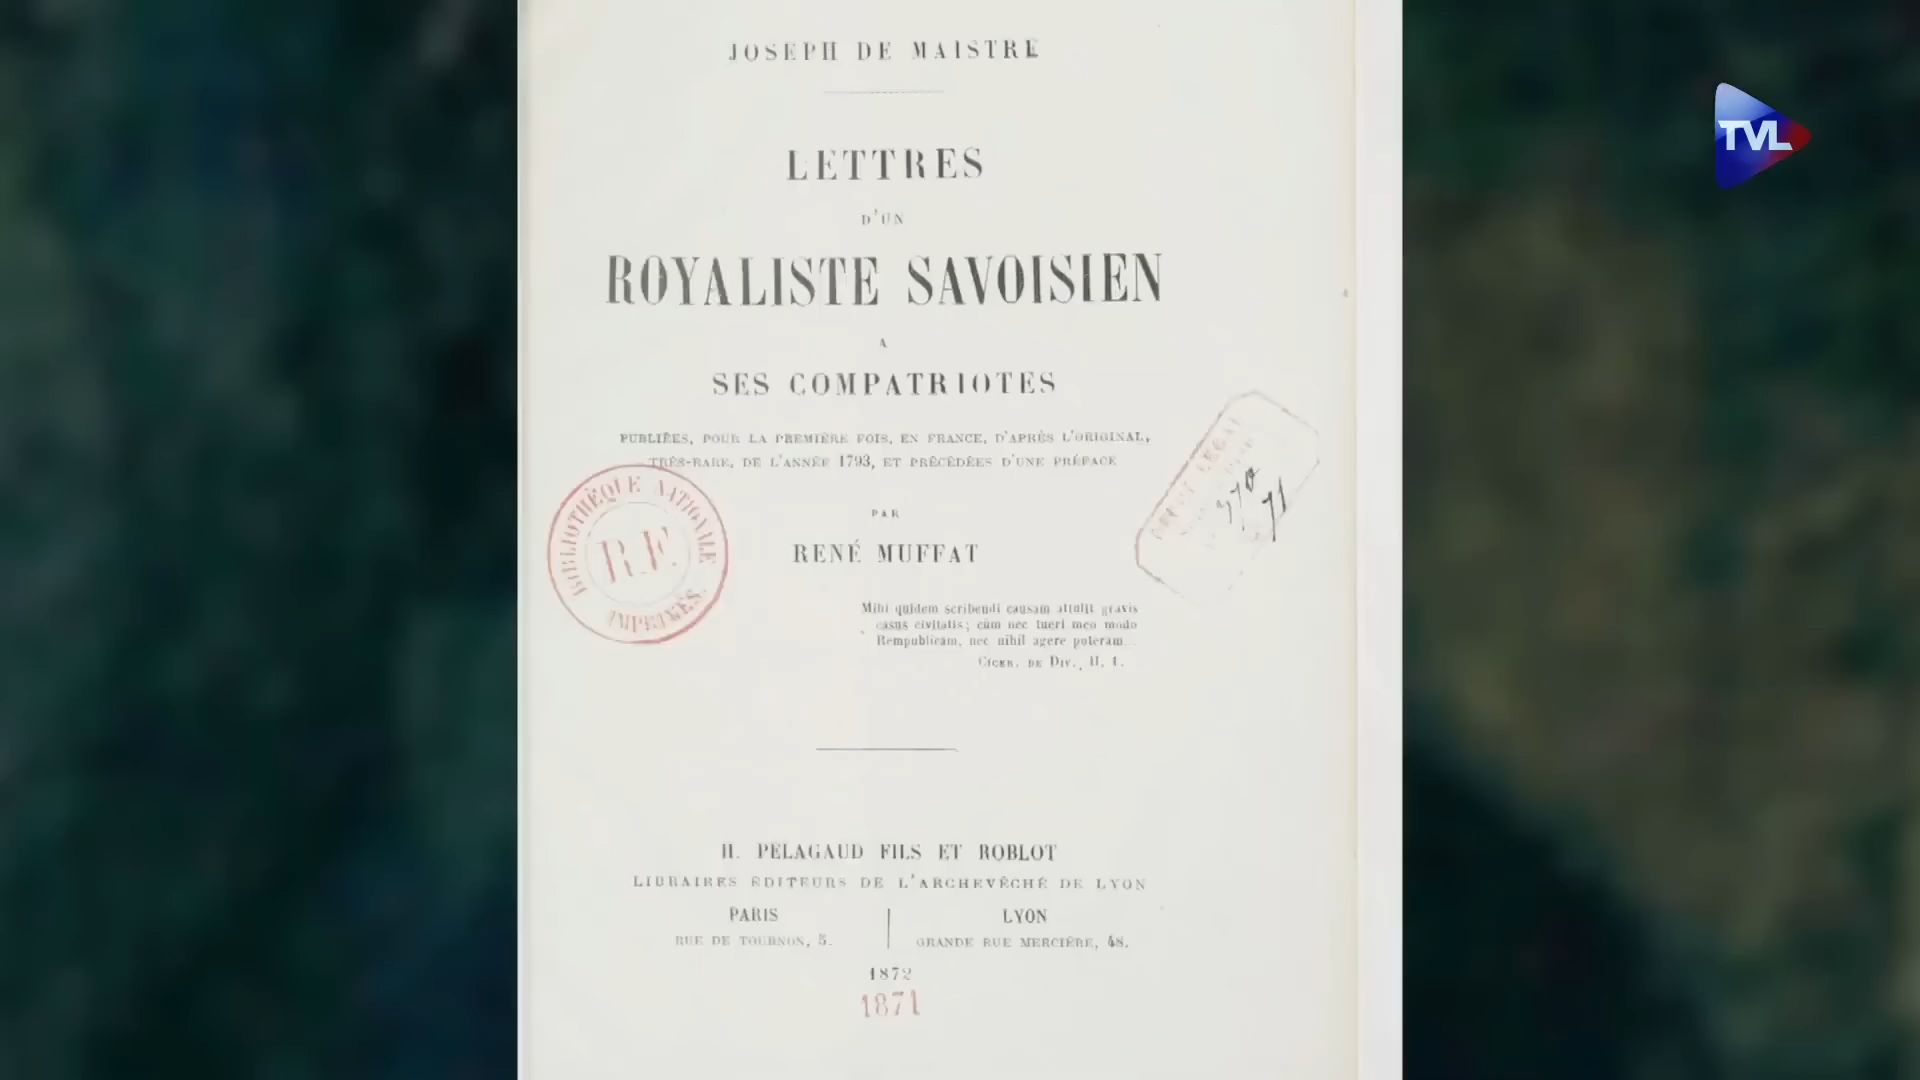 JOSEPH DE MAISTRE
TVL
LETTRES
D'UN
ROYALISTE SAVOISIEN
A
SES COMPATRIOTES
PUBLIÉES, POUR LA PREMIÈRE FOIS, EN FRANCE, D'APRÈS L'ORIGINAL,
TRÈS-RARE, DE L'ANNÉE 1793, ET PRÉCÉDÉES D'UNE PRÉFACE
PAR
RENÉ MUFFAT
BIBLIOTHÈQUE NATIONALE
R.F.
IMPRIMÉS.
370
71
Mihi quidem scribendi causam attulit gravis
casus civitatis; cùm nec tueri meo modo
Rempublicam, nec nihil agere poteram...
CICER. DE DIV., II, 1.
H. PELAGAUD FILS ET ROBLOT
LIBRAIRES ÉDITEURS DE L'ARCHEVÊCHÉ DE LYON
PARIS
RUE DE TOURNON, 5.
LYON
GRANDE RUE MERCIÈRE, 48.
1872
1871